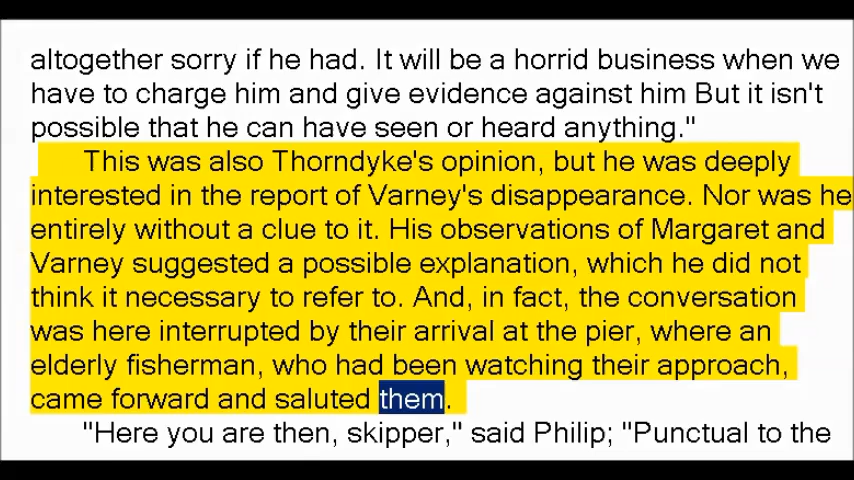 altogether sorry if he had. It will be a horrid business when we
have to charge him and give evidence against him But it isn't
possible that he can have seen or heard anything."
This was also Thorndyke's opinion, but he was deeply
interested in the report of Varney's disappearance. Nor was he
entirely without a clue to it. His observations of Margaret and
Varney suggested a possible explanation, which he did not
think it necessary to refer to. And, in fact, the conversation
was here interrupted by their arrival at the pier, where an
elderly fisherman, who had been watching their approach,
came forward and saluted them.
"Here you are then, skipper," said Philip; "Punctual to the